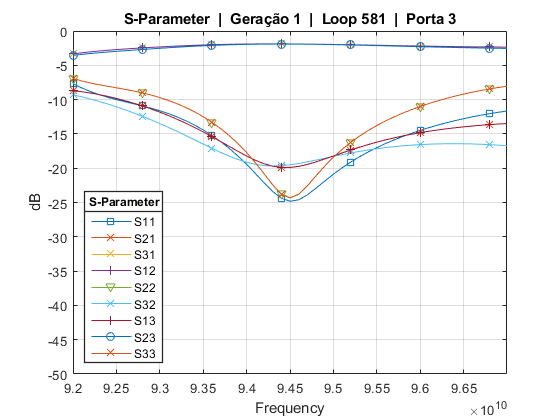 S-Parameter | Geração 1 | Loop 581 | Porta 3
0
-5
-10
-15
-20
-25
-30
-35
-40
-45
-50
dB
S-Parameter
S11
S21
S31
S12
S22
S32
S13
S23
S33
9.2 9.25 9.3 9.35 9.4 9.45 9.5 9.55 9.6 9.65
Frequency
×10^10